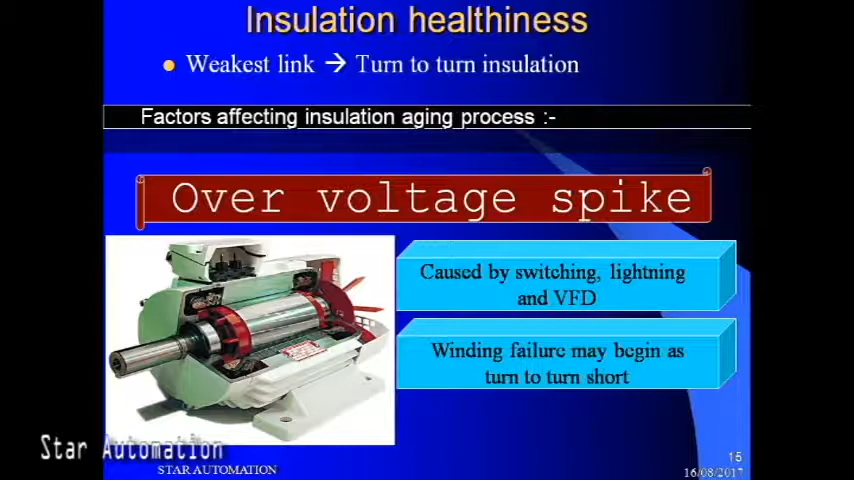 Insulation healthiness
Weakest link → Turn to turn insulation
Factors affecting insulation aging process :-
Over voltage spike
Caused by switching, lightning
and VFD
Winding failure may begin as
turn to turn short
Star Automation
STAR AUTOMATION
15
16/08/2017